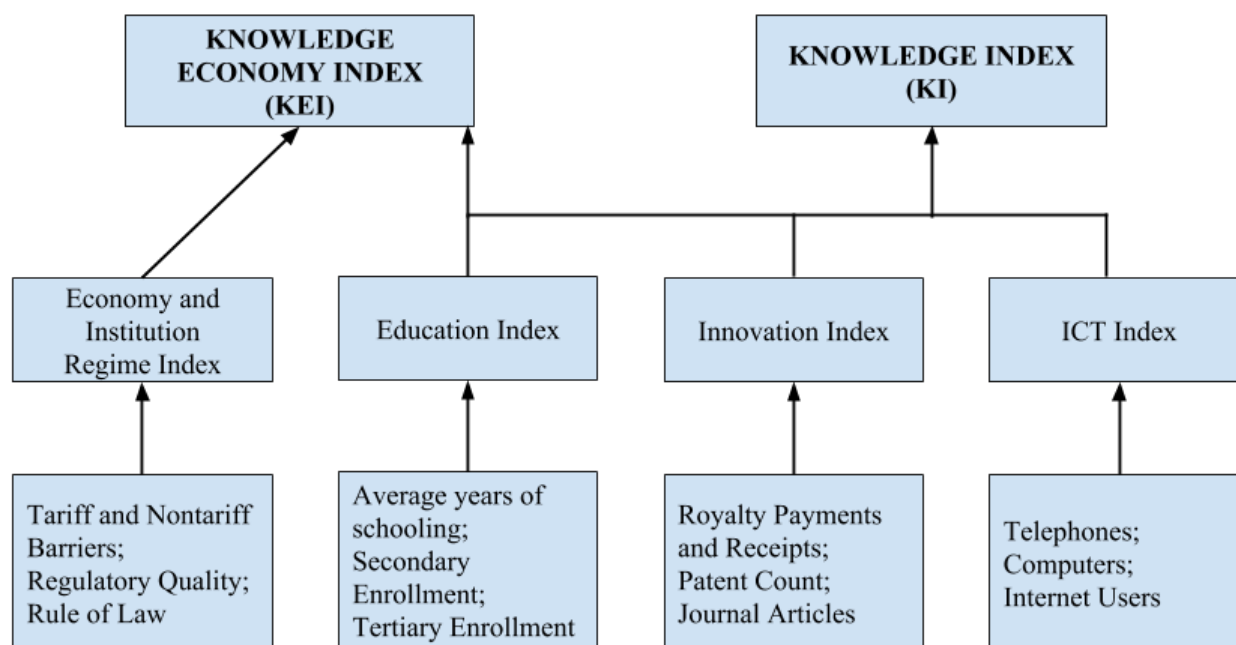 KNOWLEDGE
ECONOMY INDEX
(KEI)
KNOWLEDGE INDEX
(KI)
Economy and
Institution
Regime Index
Education Index
Innovation Index
ICT Index
Tariff and Nontariff
Barriers;
Regulatory Quality;
Rule of Law
Average years of
schooling;
Secondary
Enrollment;
Tertiary Enrollment
Royalty Payments
and Receipts;
Patent Count;
Journal Articles
Telephones;
Computers;
Internet Users